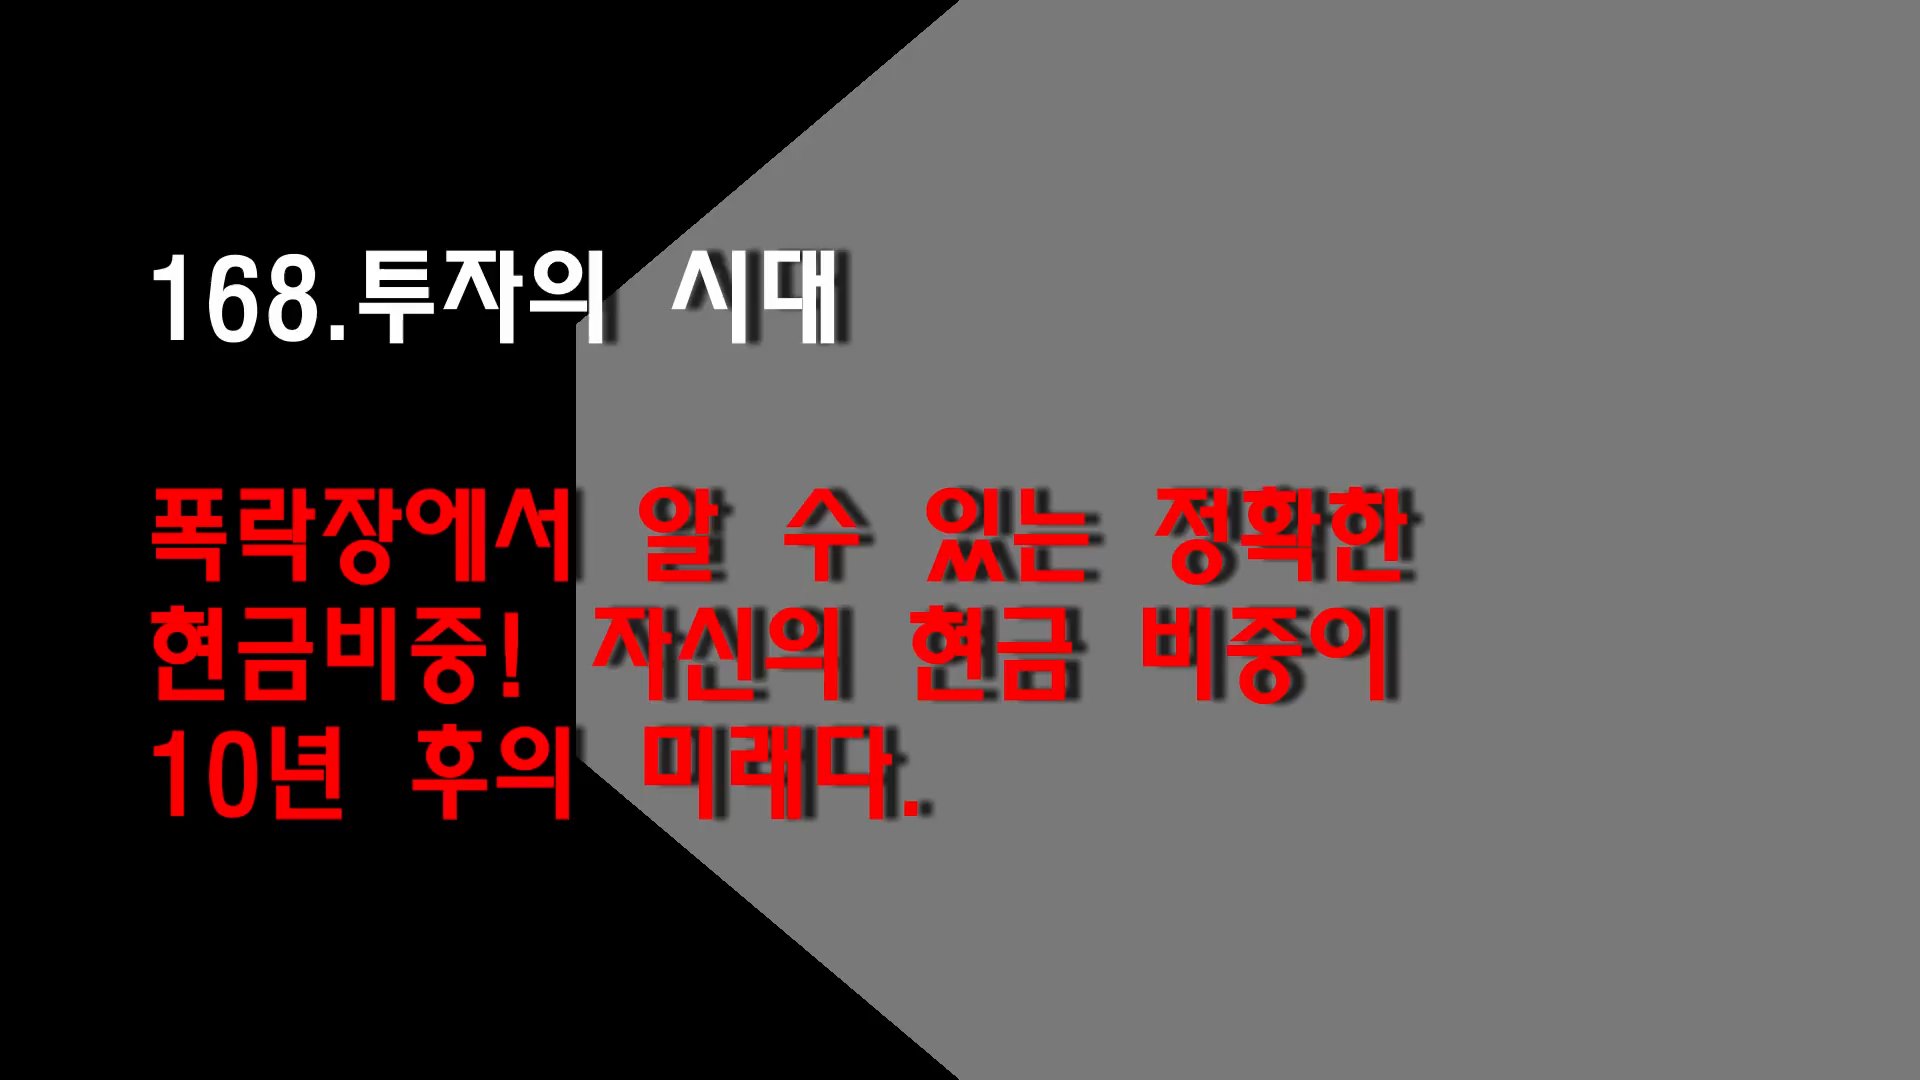 168.투자의 시대
폭락장에서 알 수 있는 정확한
현금비중! 자신의 현금 비중이
10년 후의 미래다.